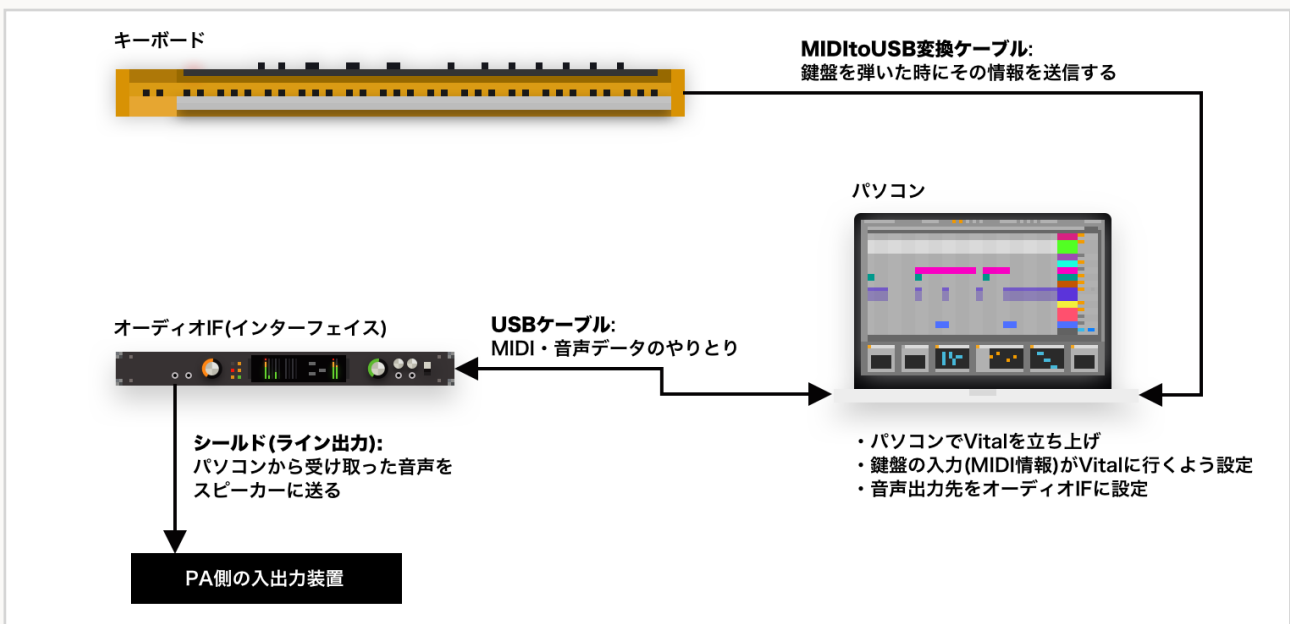 キーボード
MIDItoUSB変換ケーブル:
鍵盤を弾いた時にその情報を送信する
パソコン
オーディオIF(インターフェイス)
USBケーブル:
MIDI・音声データのやりとり
シールド(ライン出力):
パソコンから受け取った音声を
スピーカーに送る
・パソコンでVitalを立ち上げ
・鍵盤の入力(MIDI情報)がVitalに行くよう設定
・音声出力先をオーディオIFに設定
PA側の入出力装置